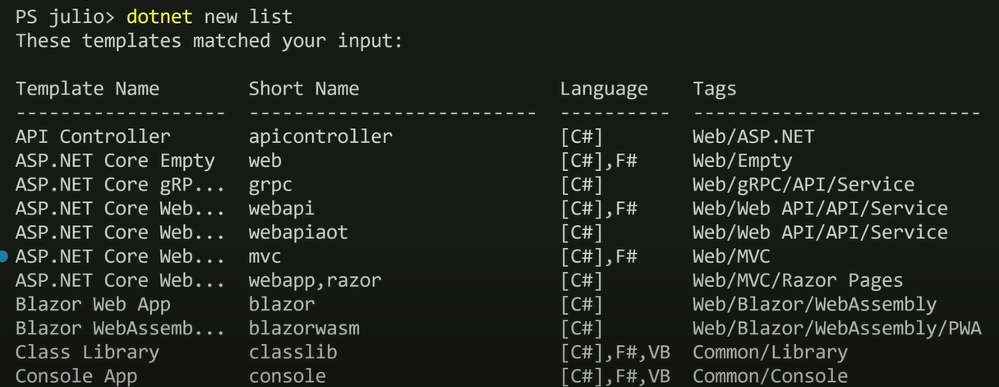 PS julio> dotnet new list
These templates matched your input:
Template Name         Short Name                  Language    Tags
-------------------  --------------------------  ----------  --------------------------
API Controller        apicontroller               [C#]        Web/ASP.NET
ASP.NET Core Empty    web                         [C#],F#     Web/Empty
ASP.NET Core gRP...   grpc                        [C#]        Web/gRPC/API/Service
ASP.NET Core Web...   webapi                      [C#],F#     Web/Web API/API/Service
ASP.NET Core Web...   webapiaot                   [C#]        Web/Web API/API/Service
ASP.NET Core Web...   mvc                         [C#],F#     Web/MVC
ASP.NET Core Web...   webapp,razor                [C#]        Web/MVC/Razor Pages
Blazor Web App        blazor                      [C#]        Web/Blazor/WebAssembly
Blazor WebAssemb...   blazorwasm                  [C#]        Web/Blazor/WebAssembly/PWA
Class Library         classlib                    [C#],F#,VB  Common/Library
Console App           console                     [C#],F#,VB  Common/Console